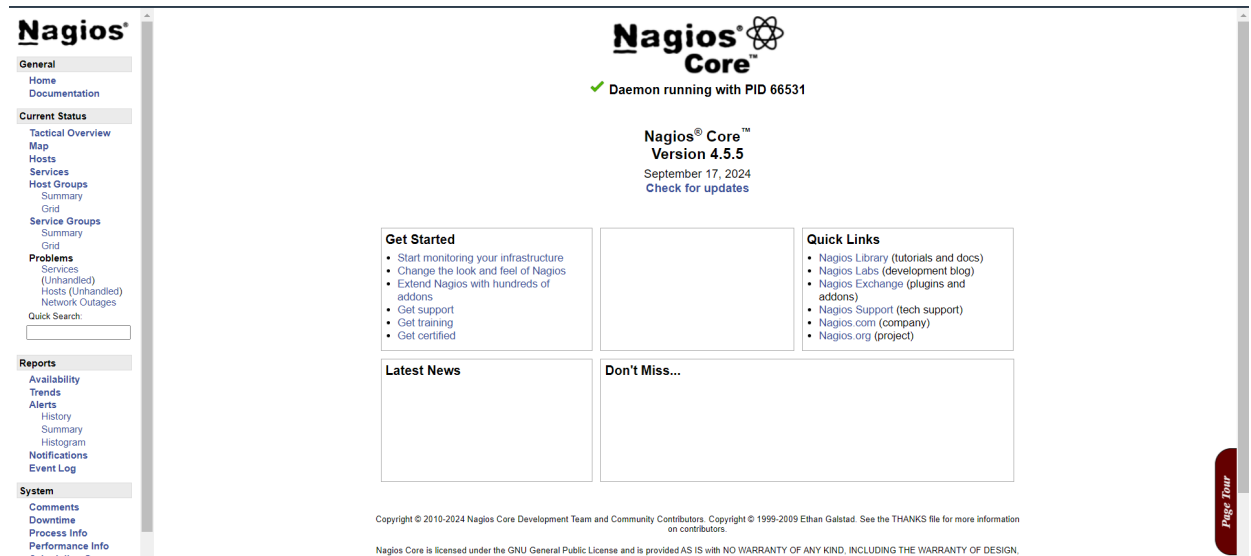 Nagios®
General
Home
Documentation
Current Status
Tactical Overview
Map
Hosts
Services
Host Groups
Summary
Grid
Service Groups
Summary
Grid
Problems
Services
(Unhandled)
Hosts (Unhandled)
Network Outages
Quick Search:
Reports
Availability
Trends
Alerts
History
Summary
Histogram
Notifications
Event Log
System
Comments
Downtime
Process Info
Performance Info
Nagios®
Core™
Daemon running with PID 66531
Nagios® Core™
Version 4.5.5
September 17, 2024
Check for updates
Get Started
• Start monitoring your infrastructure
• Change the look and feel of Nagios
• Extend Nagios with hundreds of
addons
• Get support
• Get training
• Get certified
Quick Links
• Nagios Library (tutorials and docs)
• Nagios Labs (development blog)
• Nagios Exchange (plugins and
addons)
• Nagios Support (tech support)
• Nagios.com (company)
• Nagios.org (project)
Latest News
Don't Miss...
Page Tour
Copyright © 2010-2024 Nagios Core Development Team and Community Contributors. Copyright © 1999-2009 Ethan Galstad. See the THANKS file for more information
on contributors.
Nagios Core is licensed under the GNU General Public License and is provided AS IS with NO WARRANTY OF ANY KIND, INCLUDING THE WARRANTY OF DESIGN,